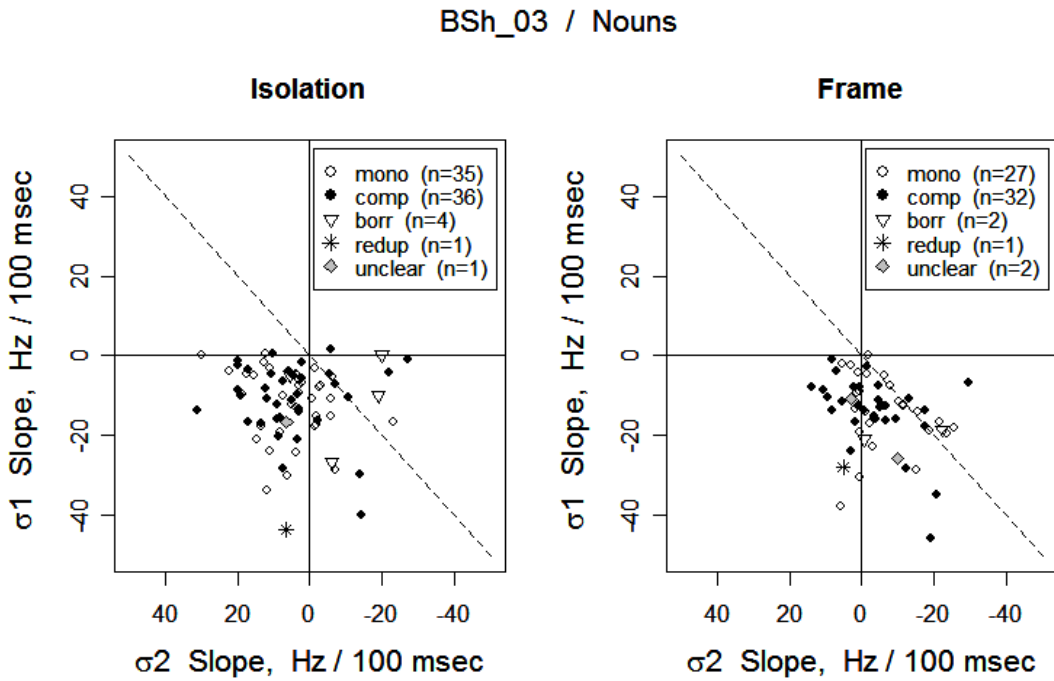 BSh_03 / Nouns
Isolation
mono (n=35)
comp (n=36)
borr (n=4)
redup (n=1)
unclear (n=1)
σ1 Slope, Hz / 100 msec
40
20
0
-20
-40
40 20 0 -20 -40
σ2 Slope, Hz / 100 msec
Frame
mono (n=27)
comp (n=32)
borr (n=2)
redup (n=1)
unclear (n=2)
σ1 Slope, Hz / 100 msec
40
20
0
-20
-40
40 20 0 -20 -40
σ2 Slope, Hz / 100 msec